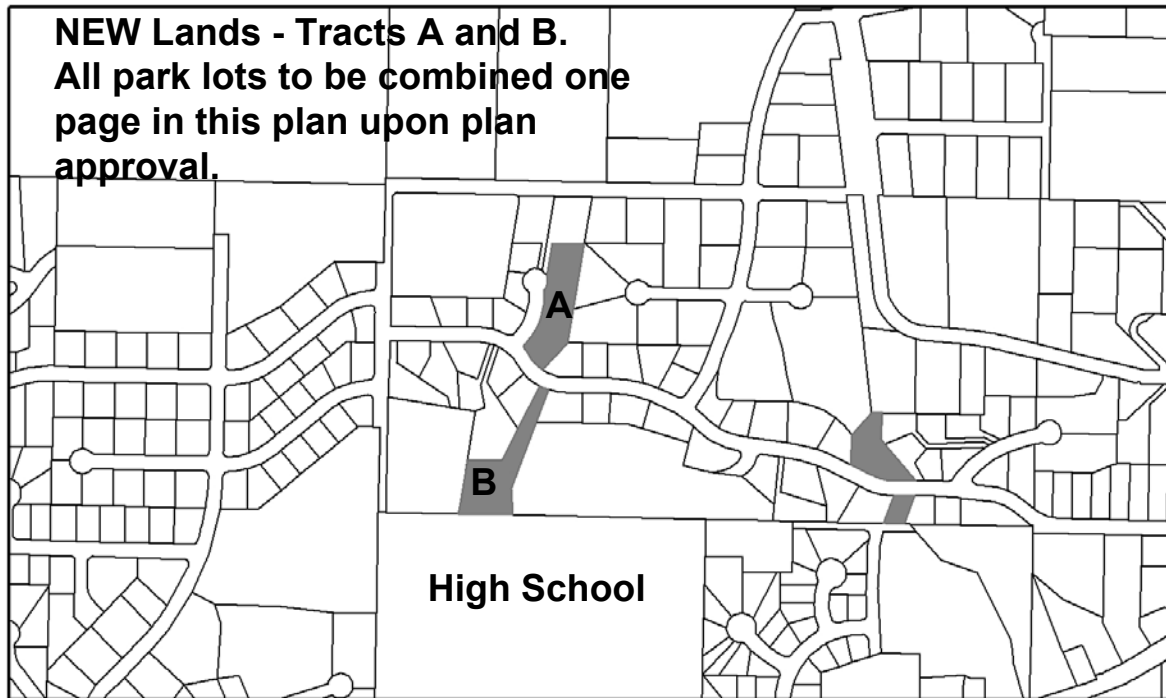 NEW Lands - Tracts A and B.
All park lots to be combined one
page in this plan upon plan
approval.
A
B
High School